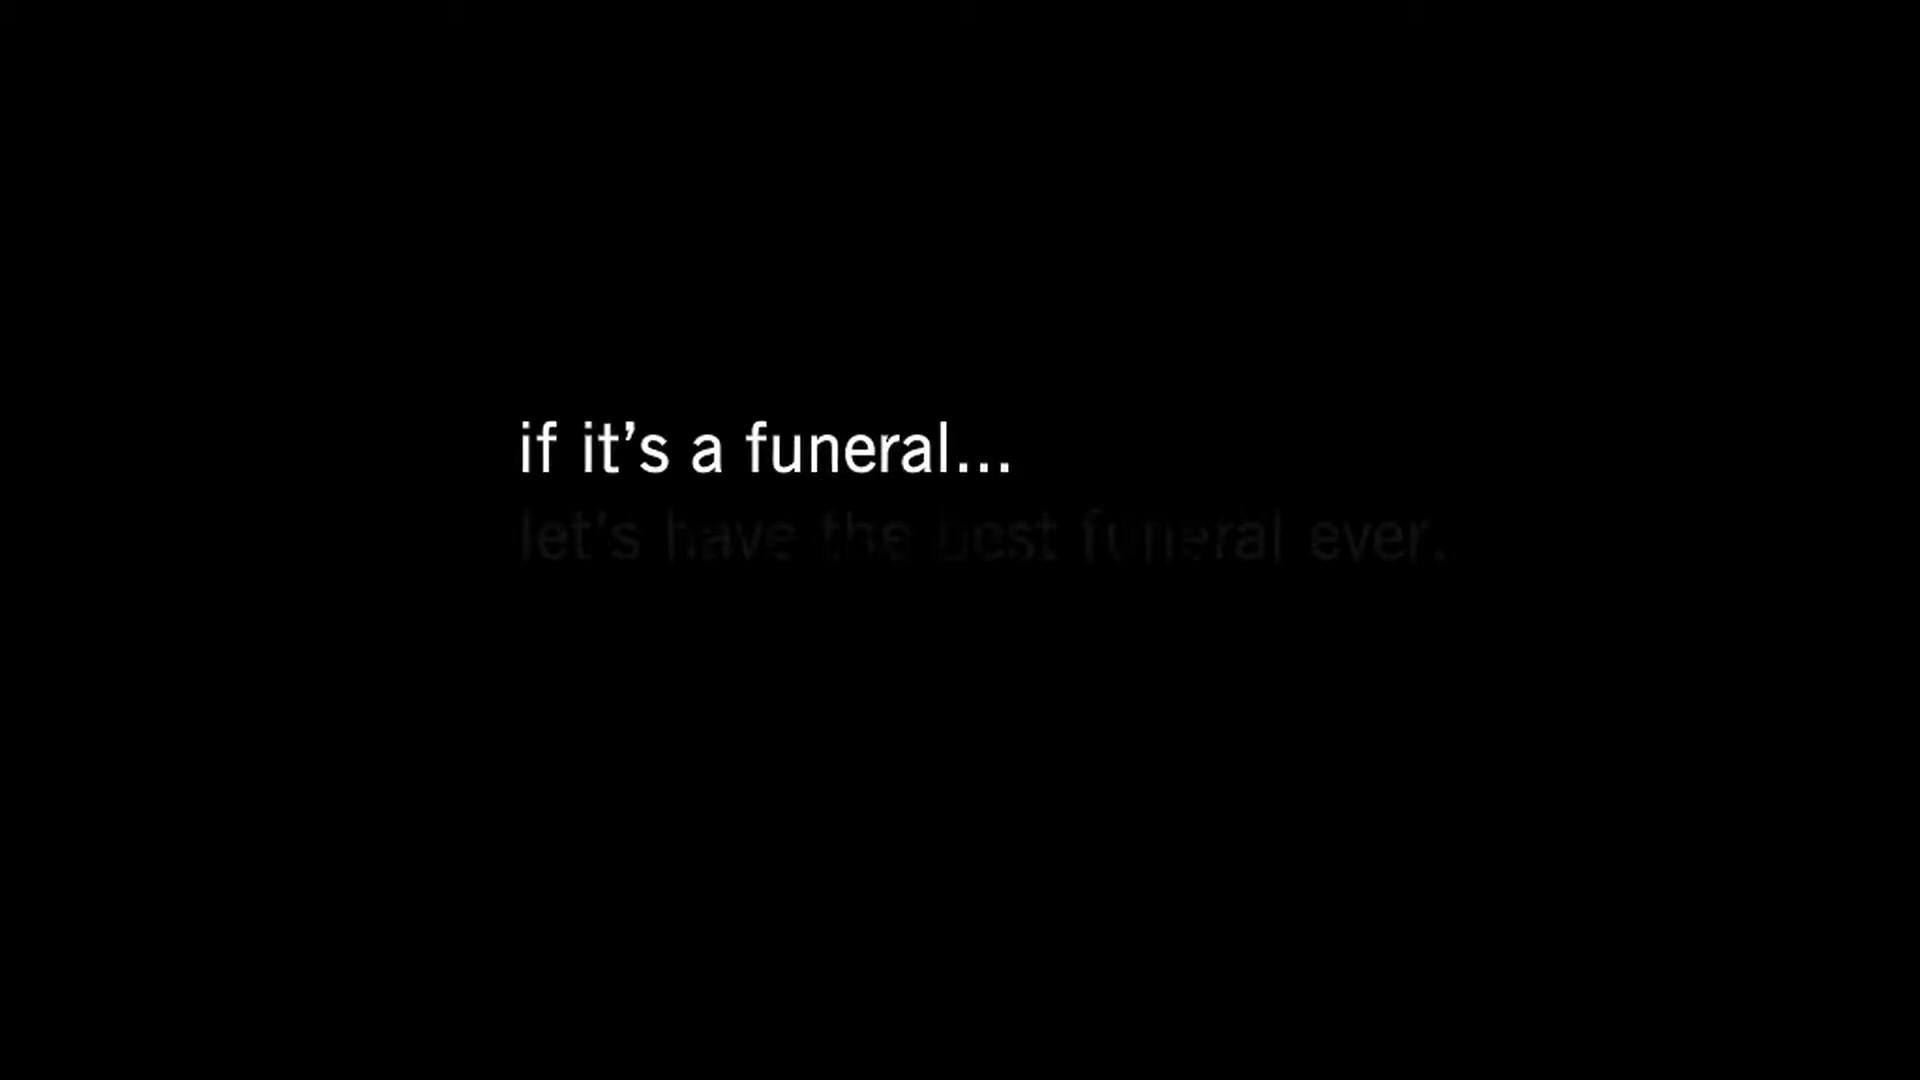 if it’s a funeral...
let’s have the best funeral ever.